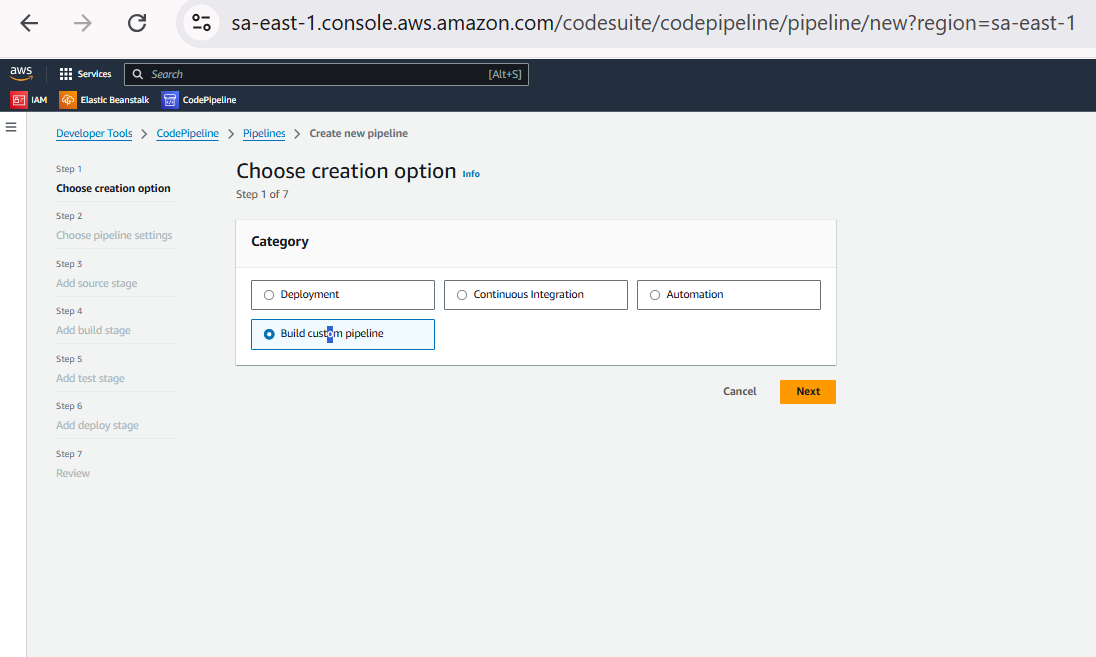 sa-east-1.console.aws.amazon.com/codesuite/codepipeline/pipeline/new?region=sa-east-1
aws Services Search [Alt+S]
IAM Elastic Beanstalk CodePipeline
Developer Tools > CodePipeline > Pipelines > Create new pipeline
Step 1
Choose creation option
Step 2
Choose pipeline settings
Step 3
Add source stage
Step 4
Add build stage
Step 5
Add test stage
Step 6
Add deploy stage
Step 7
Review
Choose creation option Info
Step 1 of 7
Category
Deployment Continuous Integration Automation
Build custom pipeline
Cancel Next